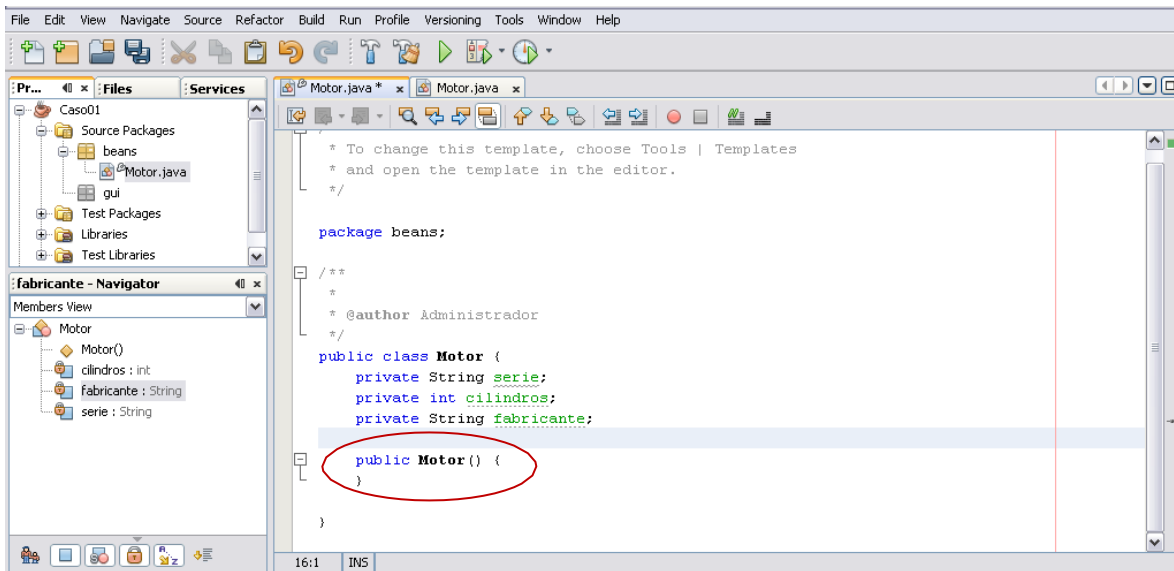 File Edit View Navigate Source Refactor Build Run Profile Versioning Tools Window Help
Pr... Files Services
Caso01
Source Packages
beans
Motor.java
gui
Test Packages
Libraries
Test Libraries
fabricante - Navigator
Members View
Motor
Motor()
cilindros : int
fabricante : String
serie : String
Motor.java * Motor.java
* To change this template, choose Tools | Templates
* and open the template in the editor.
*/
package beans;
/**
*
* @author Administrador
*/
public class Motor {
private String serie;
private int cilindros;
private String fabricante;
public Motor() {
}
}
16:1 INS